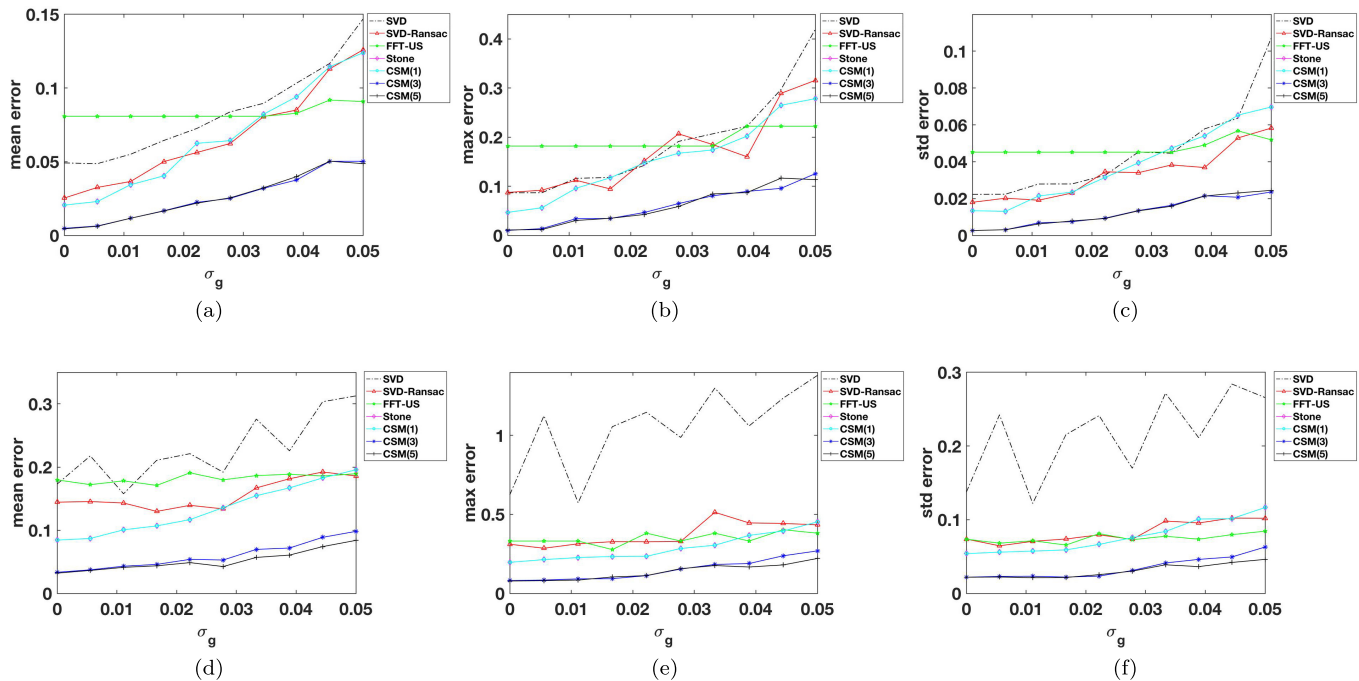 mean error
0.15
0.1
0.05
0
0 0.01 0.02 0.03 0.04 0.05
σg
SVD
SVD-Ransac
FFT-US
Stone
CSM(1)
CSM(3)
CSM(5)
(a)
max error
0.4
0.3
0.2
0.1
0
0 0.01 0.02 0.03 0.04 0.05
σg
SVD
SVD-Ransac
FFT-US
Stone
CSM(1)
CSM(3)
CSM(5)
(b)
std error
0.1
0.08
0.06
0.04
0.02
0
0 0.01 0.02 0.03 0.04 0.05
σg
SVD
SVD-Ransac
FFT-US
Stone
CSM(1)
CSM(3)
CSM(5)
(c)
mean error
0.3
0.2
0.1
0
0 0.01 0.02 0.03 0.04 0.05
σg
SVD
SVD-Ransac
FFT-US
Stone
CSM(1)
CSM(3)
CSM(5)
(d)
max error
1
0.5
0
0 0.01 0.02 0.03 0.04 0.05
σg
SVD
SVD-Ransac
FFT-US
Stone
CSM(1)
CSM(3)
CSM(5)
(e)
std error
0.3
0.2
0.1
0
0 0.01 0.02 0.03 0.04 0.05
σg
SVD
SVD-Ransac
FFT-US
Stone
CSM(1)
CSM(3)
CSM(5)
(f)